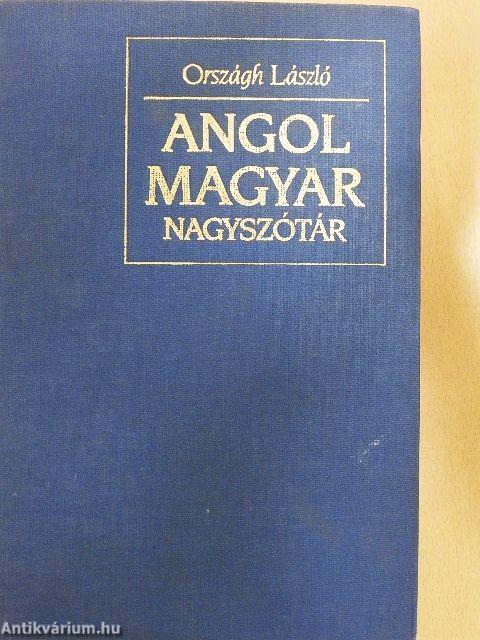 Országh László
ANGOL
MAGYAR
NAGYSZÓTÁR
Antikvárium.hu